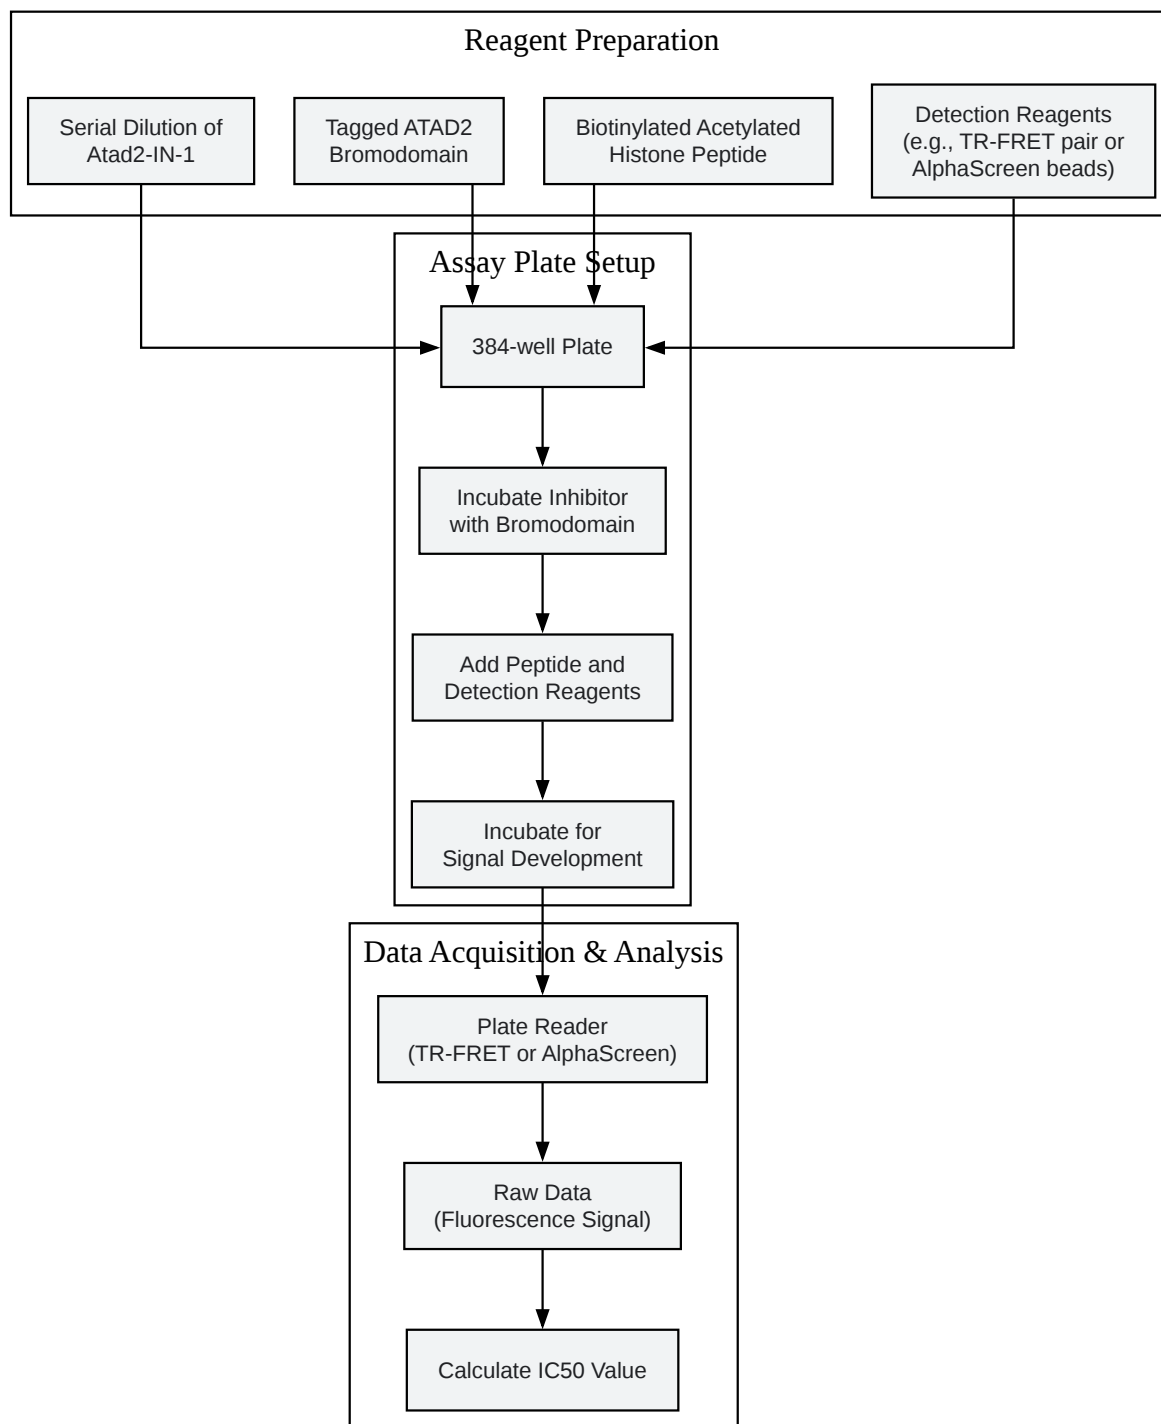 Reagent Preparation
Serial Dilution of
Atad2-IN-1
Tagged ATAD2
Bromodomain
Biotinylated Acetylated
Histone Peptide
Detection Reagents
(e.g., TR-FRET pair or
AlphaScreen beads)
Assay Plate Setup
384-well Plate
Incubate Inhibitor
with Bromodomain
Add Peptide and
Detection Reagents
Incubate for
Signal Development
Data Acquisition & Analysis
Plate Reader
(TR-FRET or AlphaScreen)
Raw Data
(Fluorescence Signal)
Calculate IC50 Value